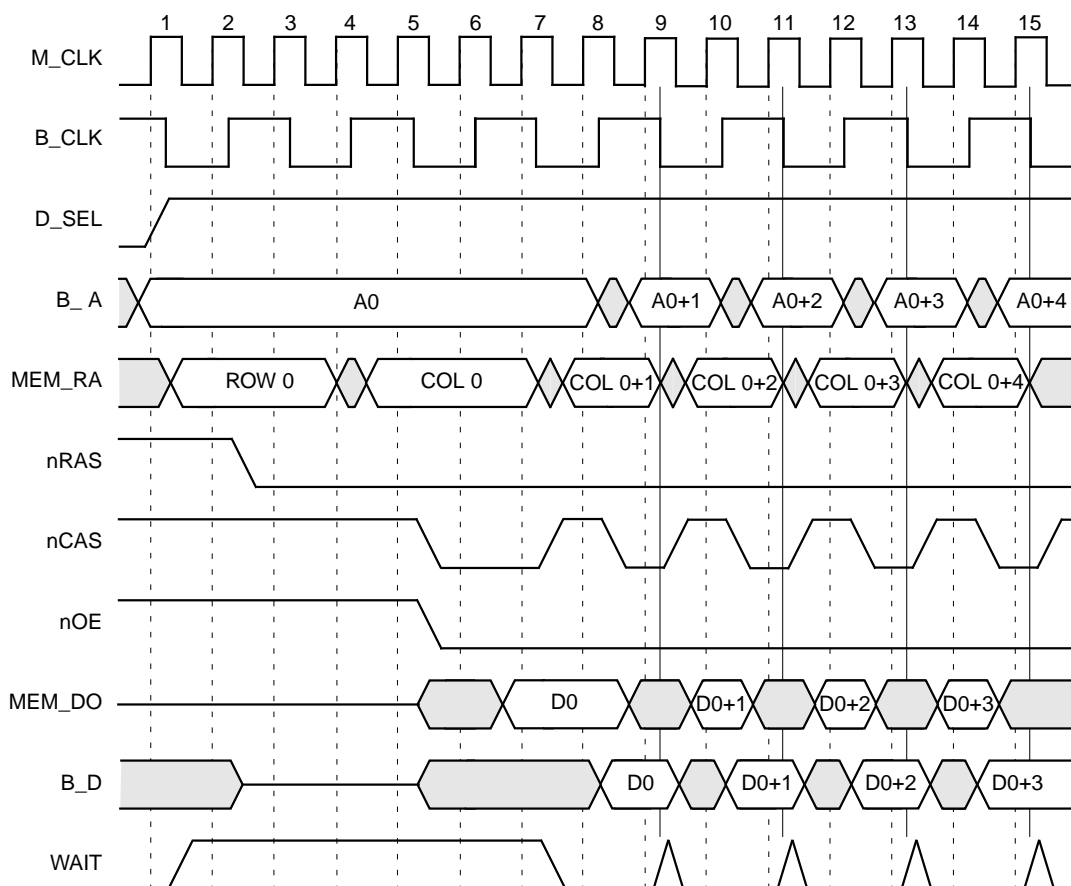 1 2 3 4 5 6 7 8 9 10 11 12 13 14 15
M_CLK
B_CLK
D_SEL
B_ A A0 A0+1 A0+2 A0+3 A0+4
MEM_RA ROW 0 COL 0 COL 0+1 COL 0+2 COL 0+3 COL 0+4
nRAS
nCAS
nOE
MEM_DO D0 D0+1 D0+2 D0+3
B_D D0 D0+1 D0+2 D0+3
WAIT